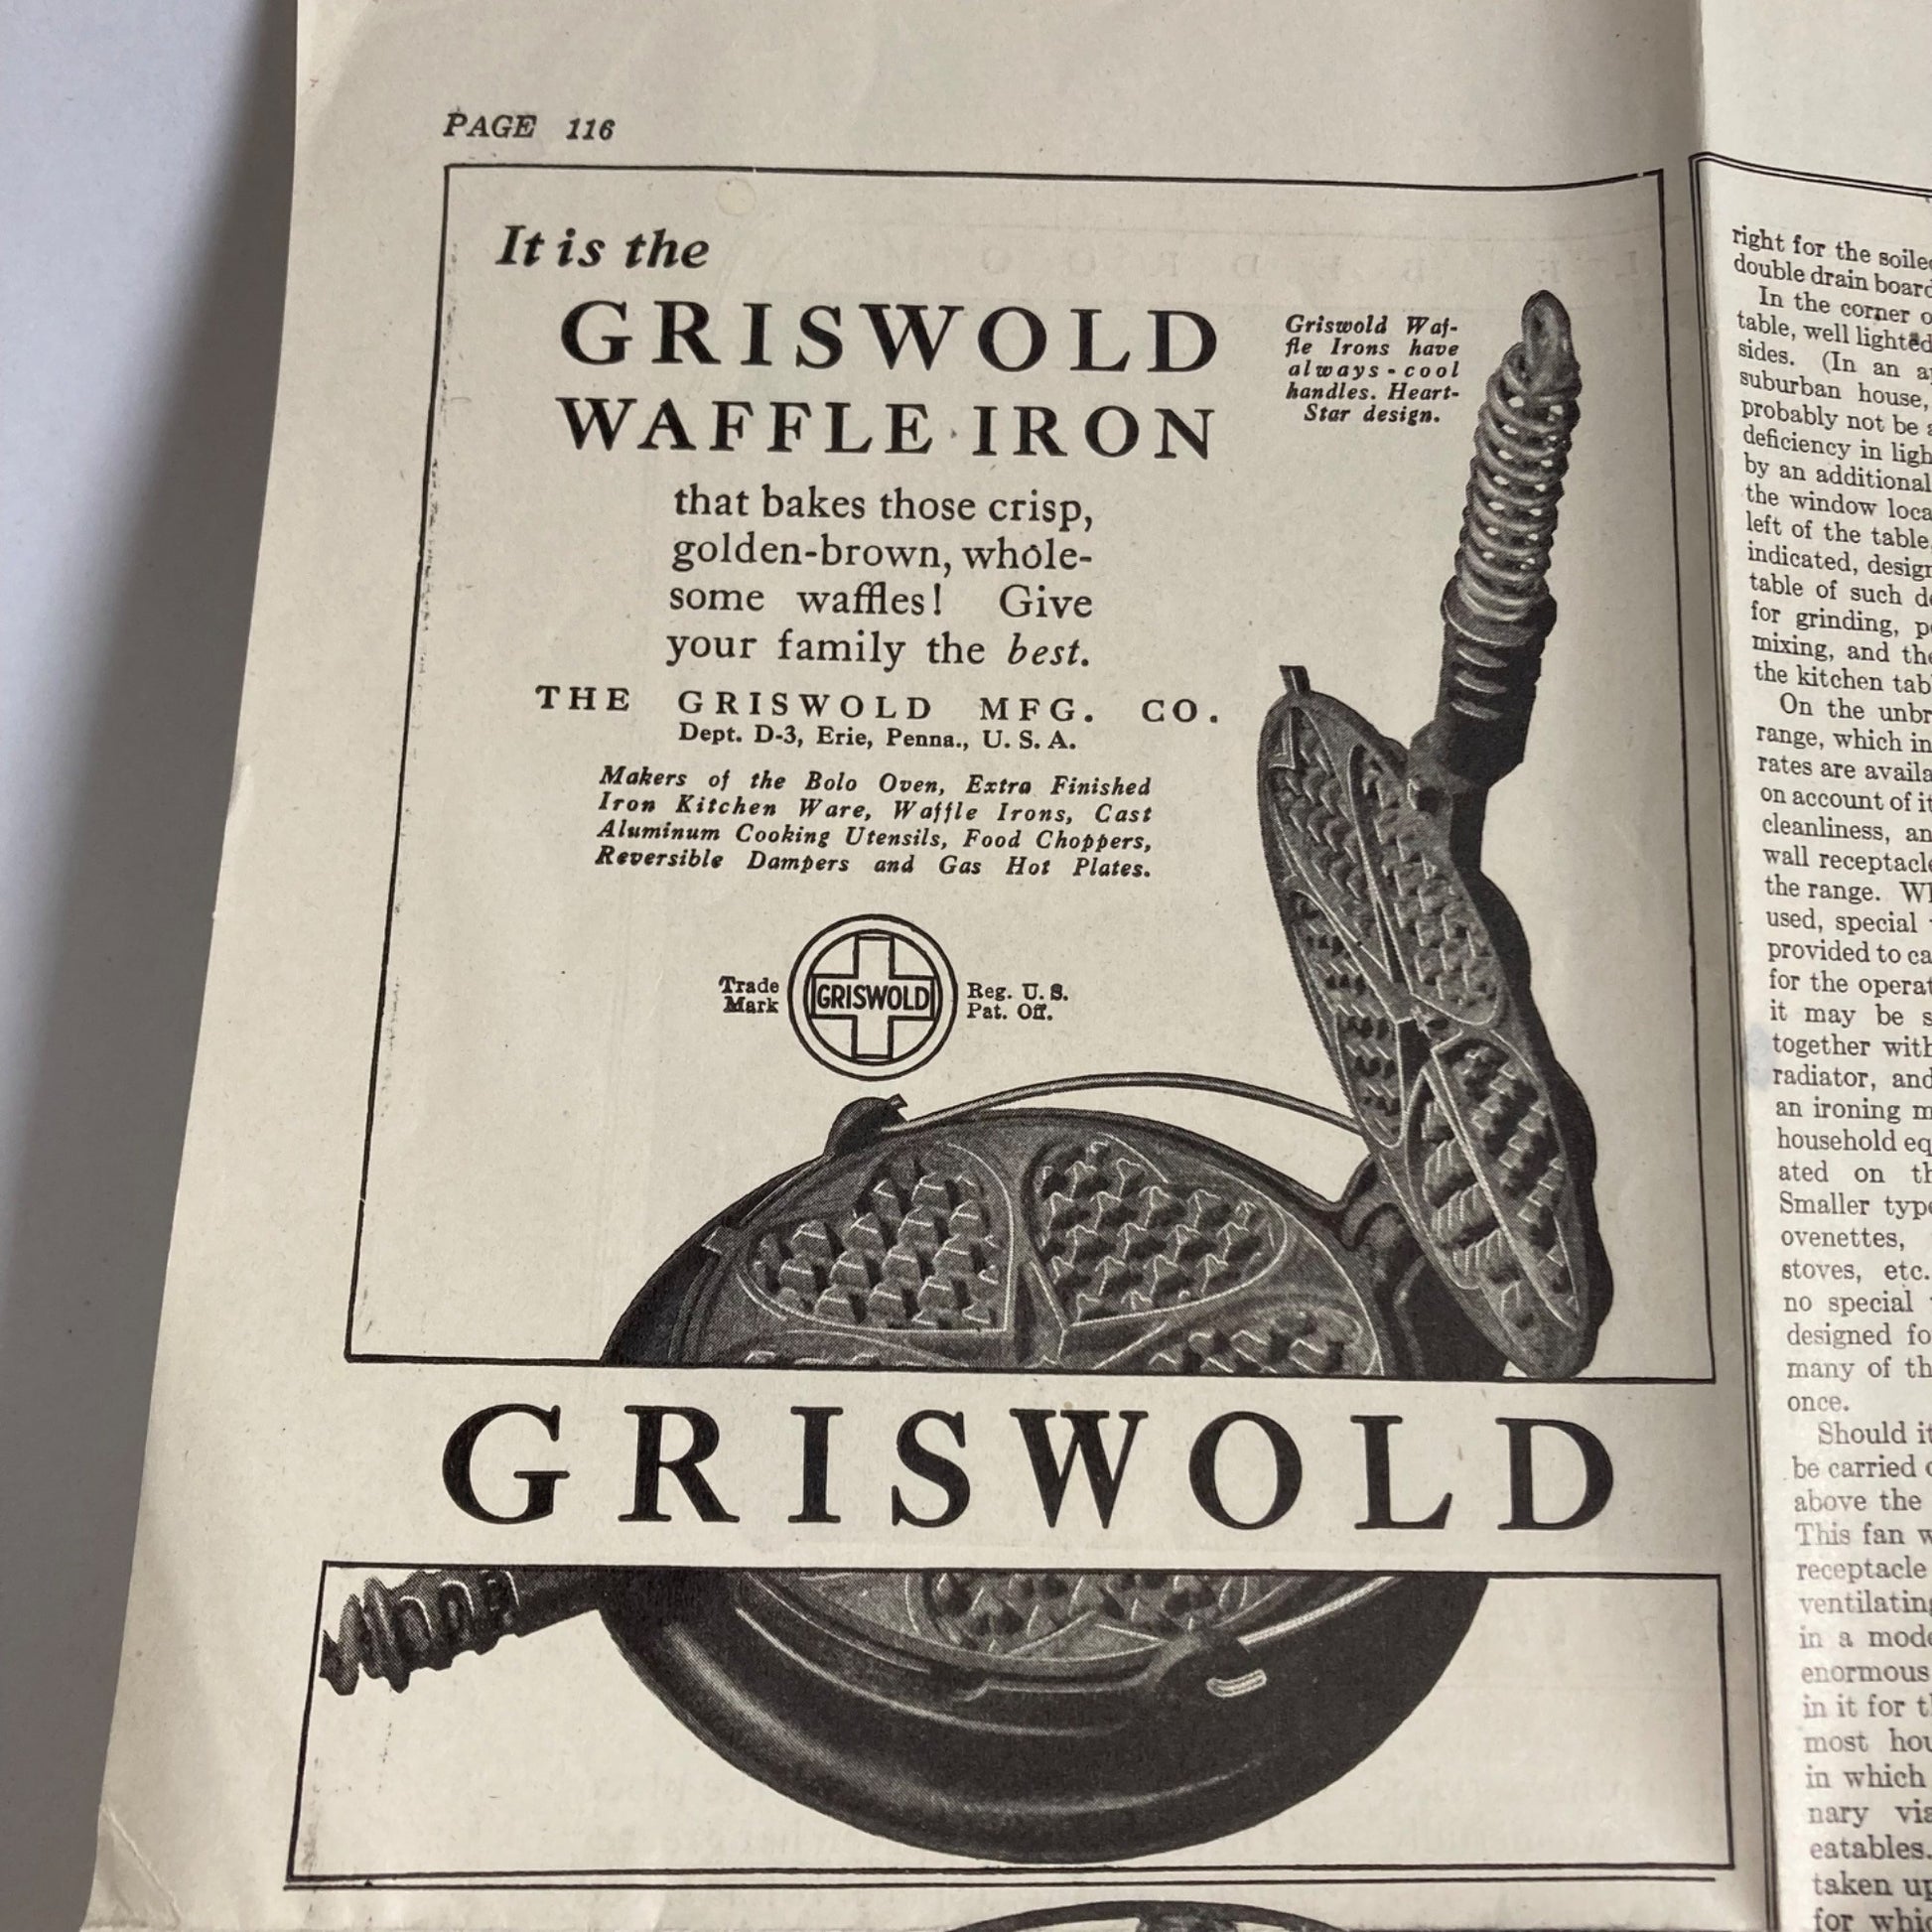 PAGE 116
It is the
GRISWOLD
WAFFLE IRON
that bakes those crisp,
golden-brown, whole-
some waffles! Give
your family the best.
THE GRISWOLD MFG. CO.
Dept. D-3, Erie, Penna., U. S. A.
Makers of the Bolo Oven, Extra Finished
Iron Kitchen Ware, Waffle Irons, Cast
Aluminum Cooking Utensils, Food Choppers,
Reversible Dampers and Gas Hot Plates.
Griswold Waf-
fle Irons have
always-cool
handles. Heart-
Star design.
Trade
Mark
GRISWOLD
Reg. U. S.
Pat. Off.
GRISWOLD
right for the
double drain
In the corner
table, well lighted
sides. (In an
suburban house,
probably not be
deficiency in
by an additional
the window
left of the table
indicated,
table of such
for grinding,
mixing, and
the kitchen
On the
range, which in
rates are
on account of
cleanliness,
wall
the range.
used, special
provided to
for the
it may be
together with
radiator, and
an ironing
household
ated on
Smaller
ovenettes,
stoves, etc.
no special
designed
many of
once.
Should
be carried
above the
This fan
receptacle
in a
enormous
in it for
most
in which
nary
eatables.
taken
for